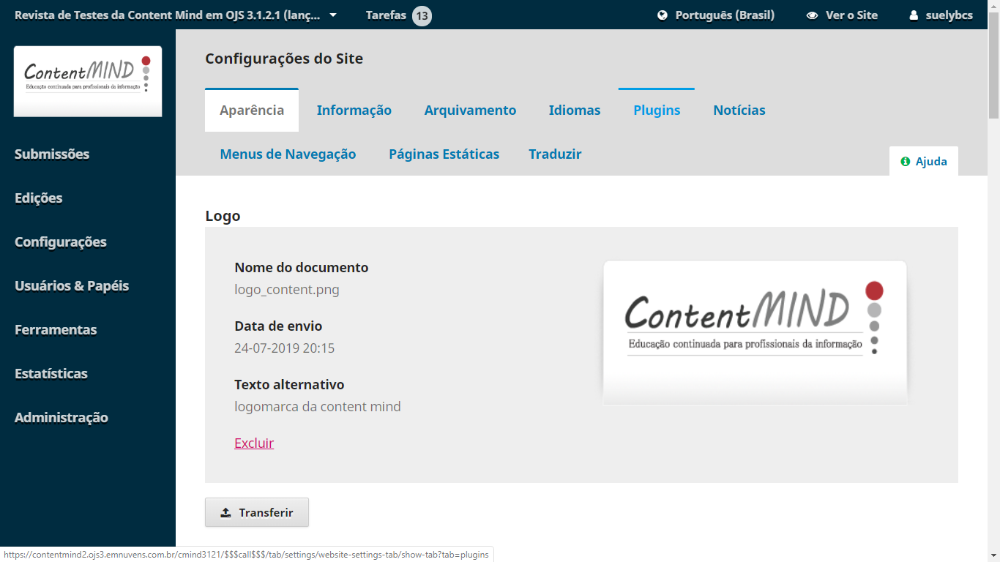 Revista de Testes da Content Mind em OJS 3.1.2.1 (lanç... Tarefas 13 Português (Brasil) Ver o Site suelybcs
ContentMIND
Educação continuada para profissionais da informação
Configurações do Site
Aparência Informação Arquivamento Idiomas Plugins Notícias
Menus de Navegação Páginas Estáticas Traduzir
Ajuda
Submissões
Edições
Configurações
Usuários & Papéis
Ferramentas
Estatísticas
Administração
Logo
Nome do documento
logo_content.png
Data de envio
24-07-2019 20:15
Texto alternativo
logomarca da content mind
Excluir
ContentMIND
Educação continuada para profissionais da informação
Transferir
https://contentmind2.ojs3.emnuvens.com.br/cmind3121/$$$call$$$/tab/settings/website-settings-tab/show-tab?tab=plugins